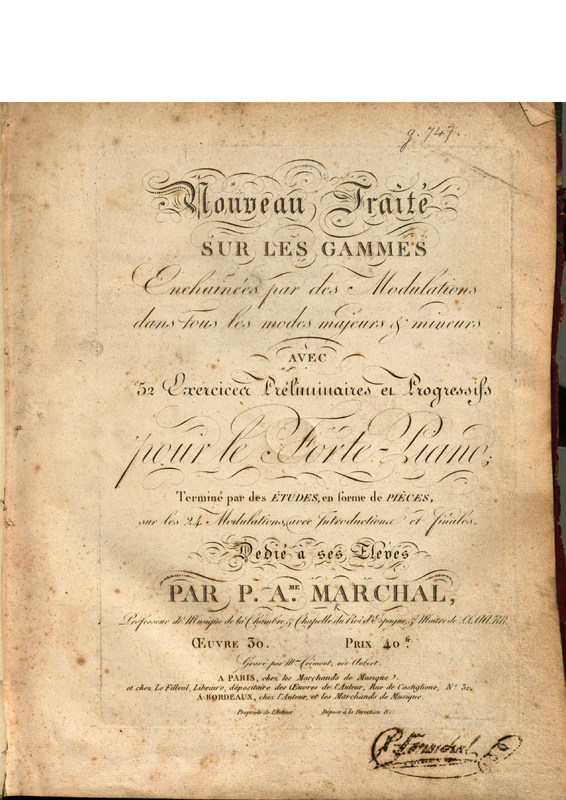 g. 747.
Nouveau Traité
SUR LES GAMMES
Enchaînées par des Modulations
dans tous les modes majeurs & mineurs
AVEC
52 Exercices Préliminaires et Progressifs
pour le Forte-Piano;
Terminé par des ÉTUDES, en forme de PIÈCES,
sur les 24 Modulations, avec Introductions et finales.
Dedié à ses Elèves
PAR P. A.ME MARCHAL,
Professeur de Musique de la Chambre & Chapelle du Roi d'Espagne, & Maître de
ŒUVRE 30. PRIX 40 f.
Gravé par Mme Crémont, née Aubert.
A PARIS, chez les Marchands de Musique
et chez Le Filleul, Libraire, dépositaire des Œuvres de l'Auteur, Rue de Castiglione, No.
A BORDEAUX, chez l'Auteur, et les Marchands de Musique
Propriété de l'Auteur Déposé à la Direction